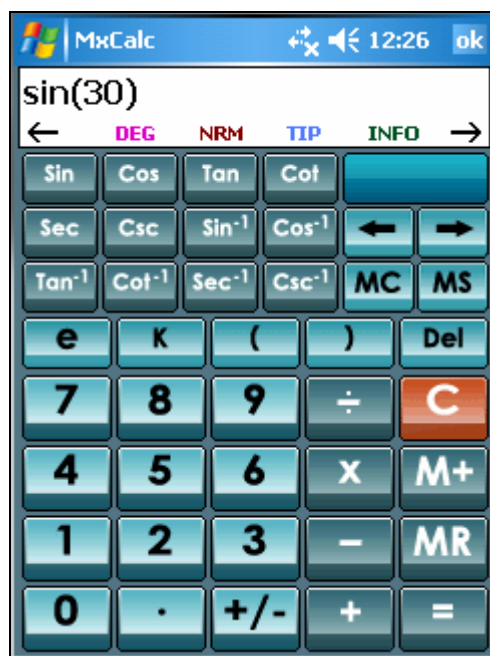 MxCalc 12:26 ok
sin(30)
← DEG NRM TIP INFO →
Sin Cos Tan Cot
Sec Csc Sin⁻¹ Cos⁻¹ ← →
Tan⁻¹ Cot⁻¹ Sec⁻¹ Csc⁻¹ MC MS
e K ( ) Del
7 8 9 ÷ C
4 5 6 x M+
1 2 3 − MR
0 . +/- + =